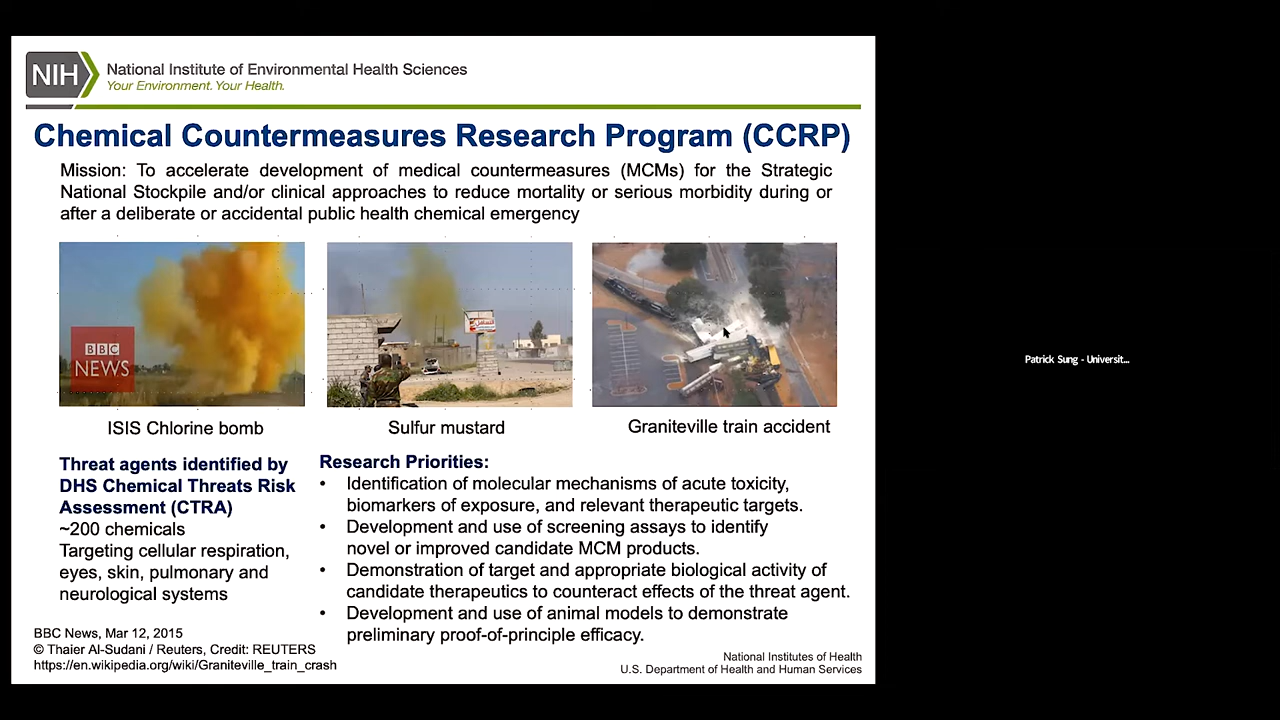 NIH
National Institute of Environmental Health Sciences
Your Environment. Your Health.
Chemical Countermeasures Research Program (CCRP)
Mission: To accelerate development of medical countermeasures (MCMs) for the Strategic
National Stockpile and/or clinical approaches to reduce mortality or serious morbidity during or
after a deliberate or accidental public health chemical emergency
BBC
NEWS
ISIS Chlorine bomb
Sulfur mustard
Graniteville train accident
Threat agents identified by
DHS Chemical Threats Risk
Assessment (CTRA)
~200 chemicals
Targeting cellular respiration,
eyes, skin, pulmonary and
neurological systems
Research Priorities:
• Identification of molecular mechanisms of acute toxicity,
biomarkers of exposure, and relevant therapeutic targets.
• Development and use of screening assays to identify
novel or improved candidate MCM products.
• Demonstration of target and appropriate biological activity of
candidate therapeutics to counteract effects of the threat agent.
• Development and use of animal models to demonstrate
preliminary proof-of-principle efficacy.
BBC News, Mar 12, 2015
© Thaier Al-Sudani / Reuters, Credit: REUTERS
https://en.wikipedia.org/wiki/Graniteville_train_crash
National Institutes of Health
U.S. Department of Health and Human Services
Patrick Sung - Universit...